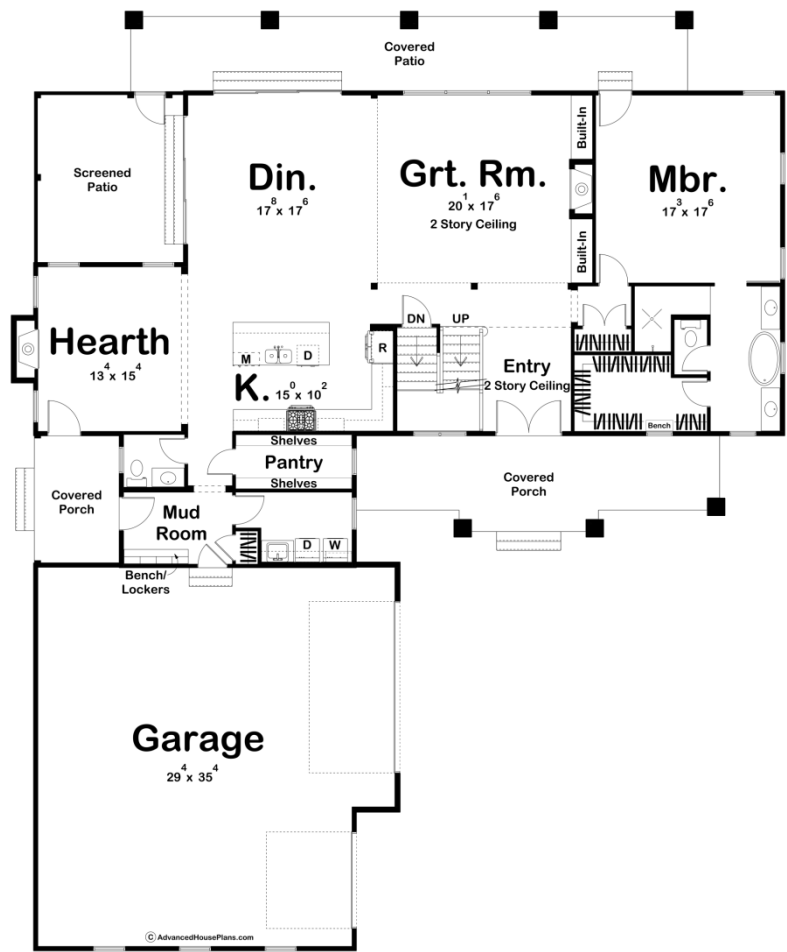 Covered
Patio
Screened
Patio
Din.
17⁸ x 17⁶
Grt. Rm.
20¹ x 17⁶
2 Story Ceiling
Built-In
Built-In
Mbr.
17³ x 17⁶
Hearth
13⁴ x 15⁴
M
D
R
K. 15⁰ x 10²
DN
UP
Entry
2 Story Ceiling
Bench
Shelves
Pantry
Shelves
Covered
Porch
Covered
Porch
Mud
Room
D
W
Bench/
Lockers
Garage
29⁴ x 35⁴
© AdvancedHousePlans.com